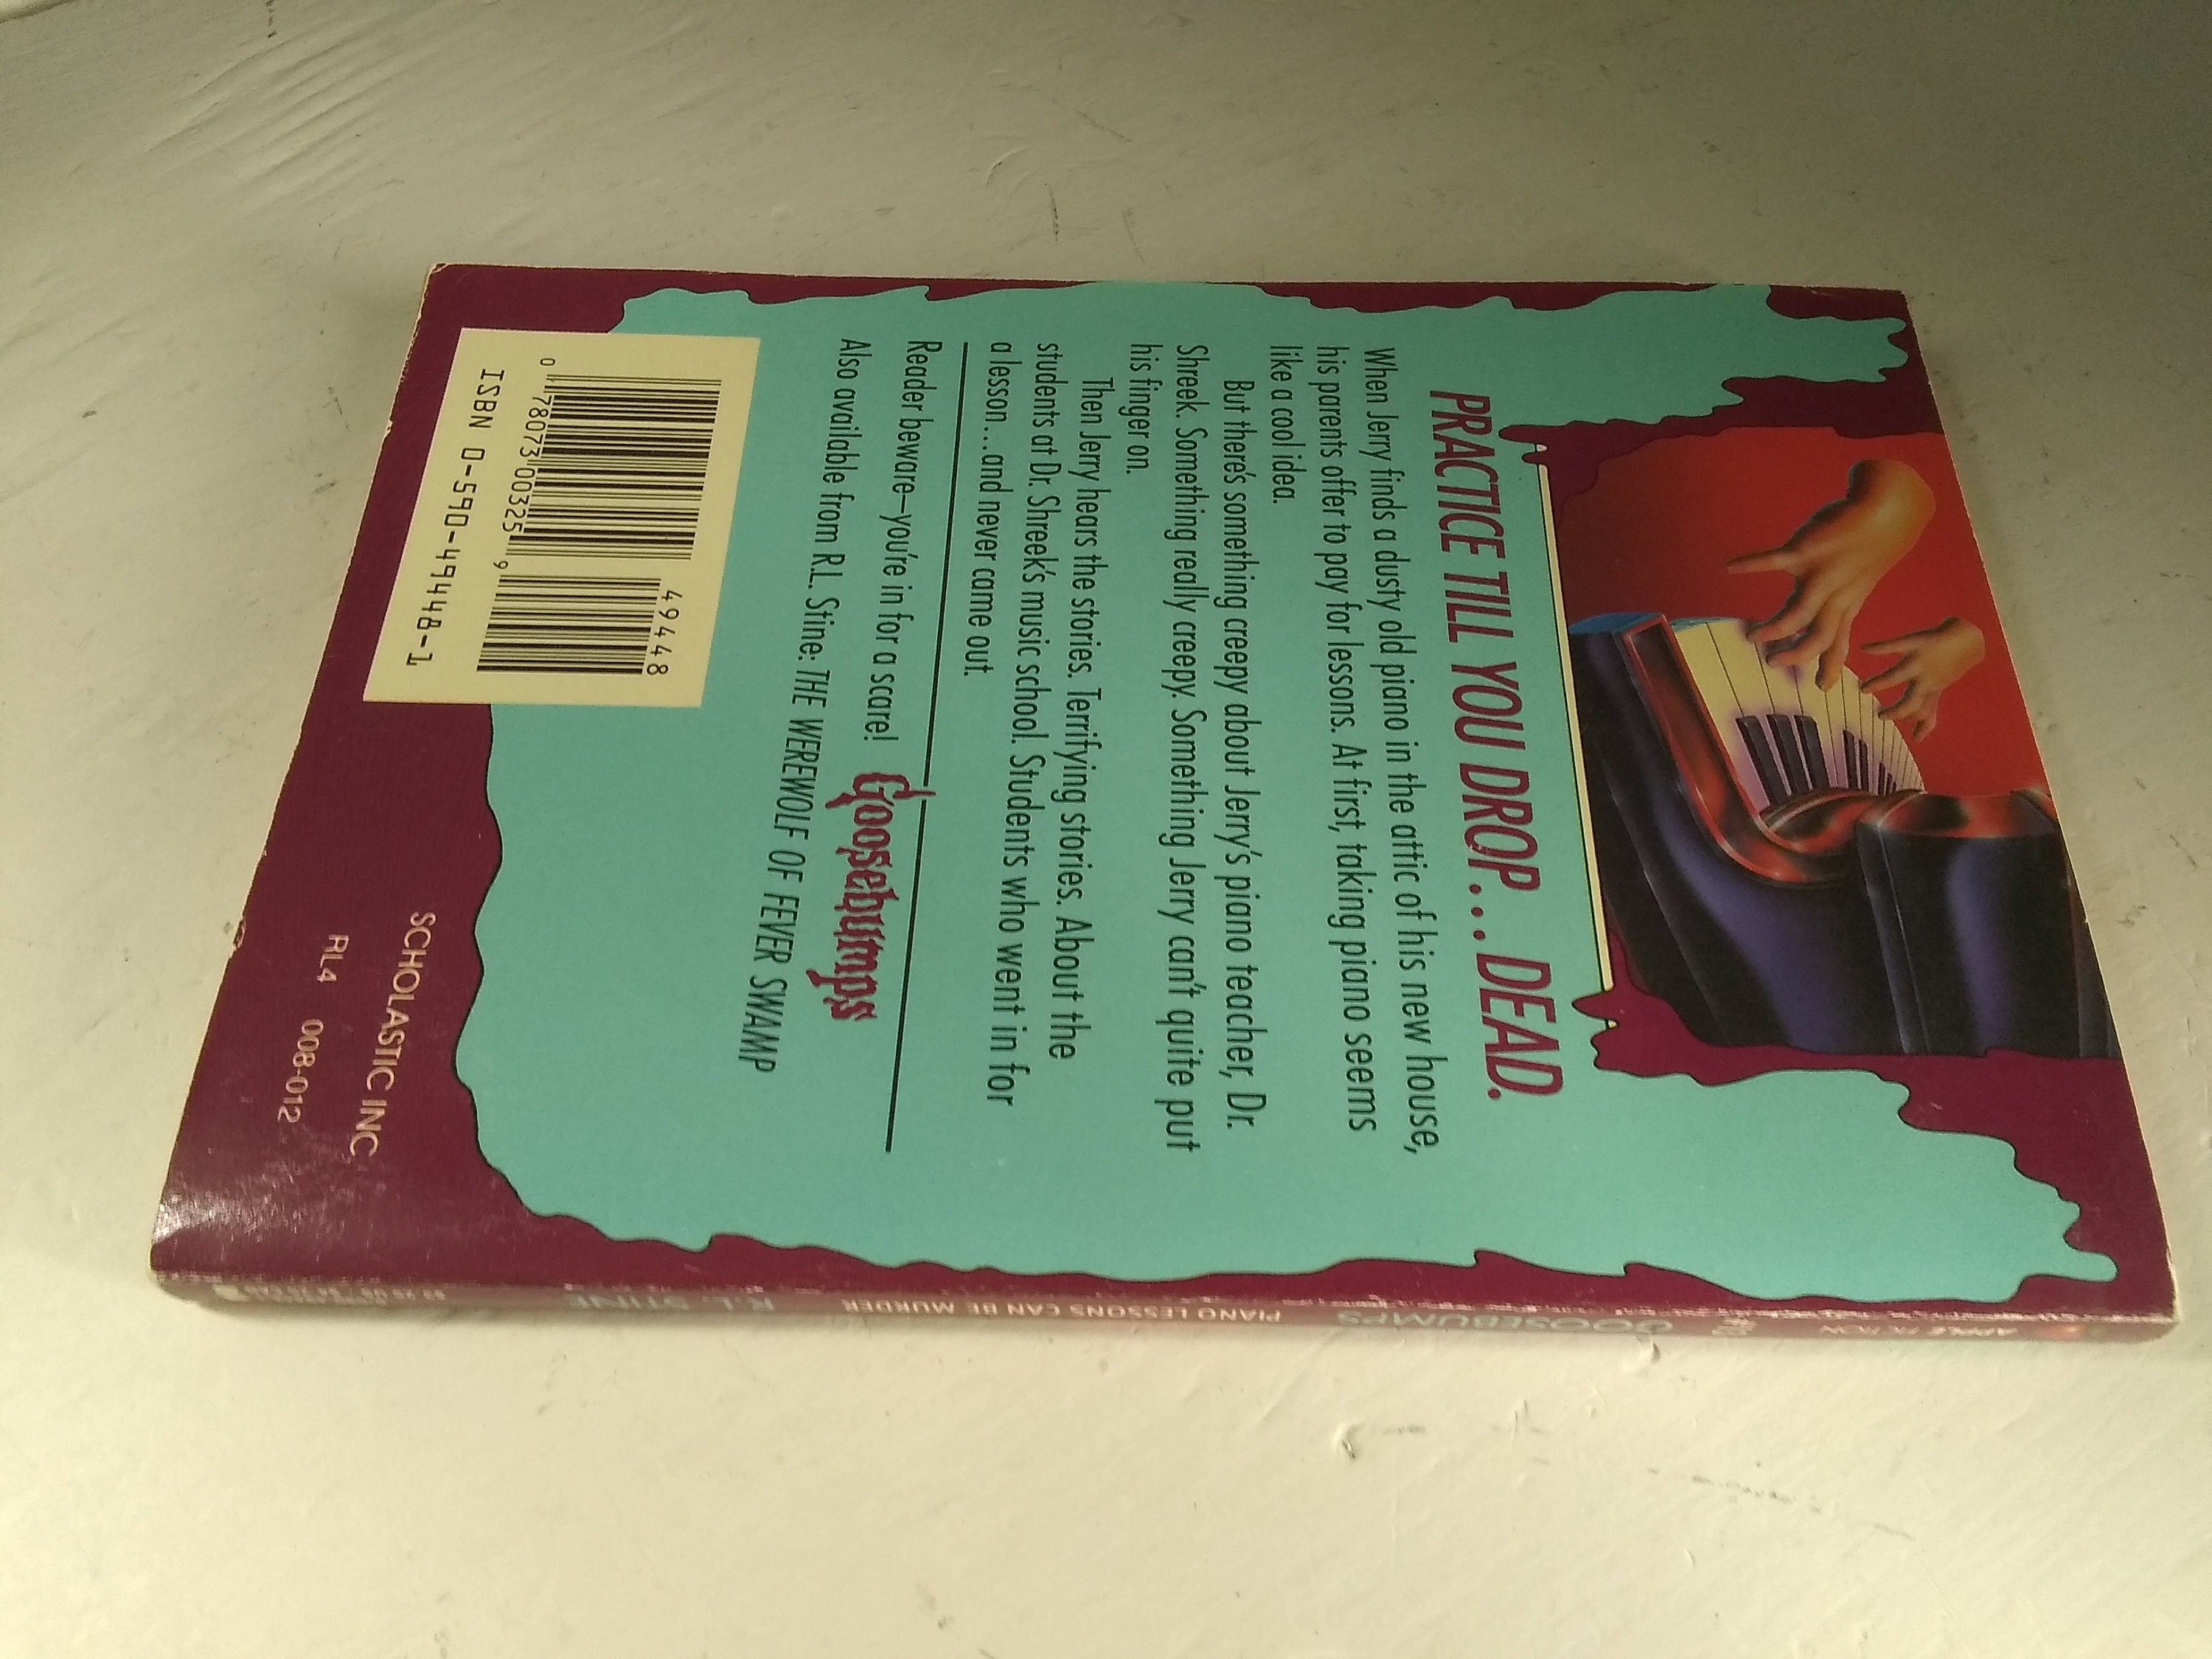 PRACTICE TILL YOU DROP...DEAD.
When Jerry finds a dusty old piano in the attic of his new house,
his parents offer to pay for lessons. At first, taking piano seems
like a cool idea.
But there's something creepy about Jerry's piano teacher, Dr.
Shreek. Something really creepy. Something Jerry can't quite put
his finger on.
Then Jerry hears the stories. Terrifying stories. About the
students at Dr. Shreek's music school. Students who went in for
a lesson...and never came out.
Reader beware—you're in for a scare!
Goosebumps
Also available from R.L. Stine: THE WEREWOLF OF FEVER SWAMP
49448
0 78073 00325 9
ISBN 0-590-49448-1
SCHOLASTIC INC
RL4 008-012
APPLE FICTION
GOOSEBUMPS
PIANO LESSONS CAN BE MURDER
R.L. STINE